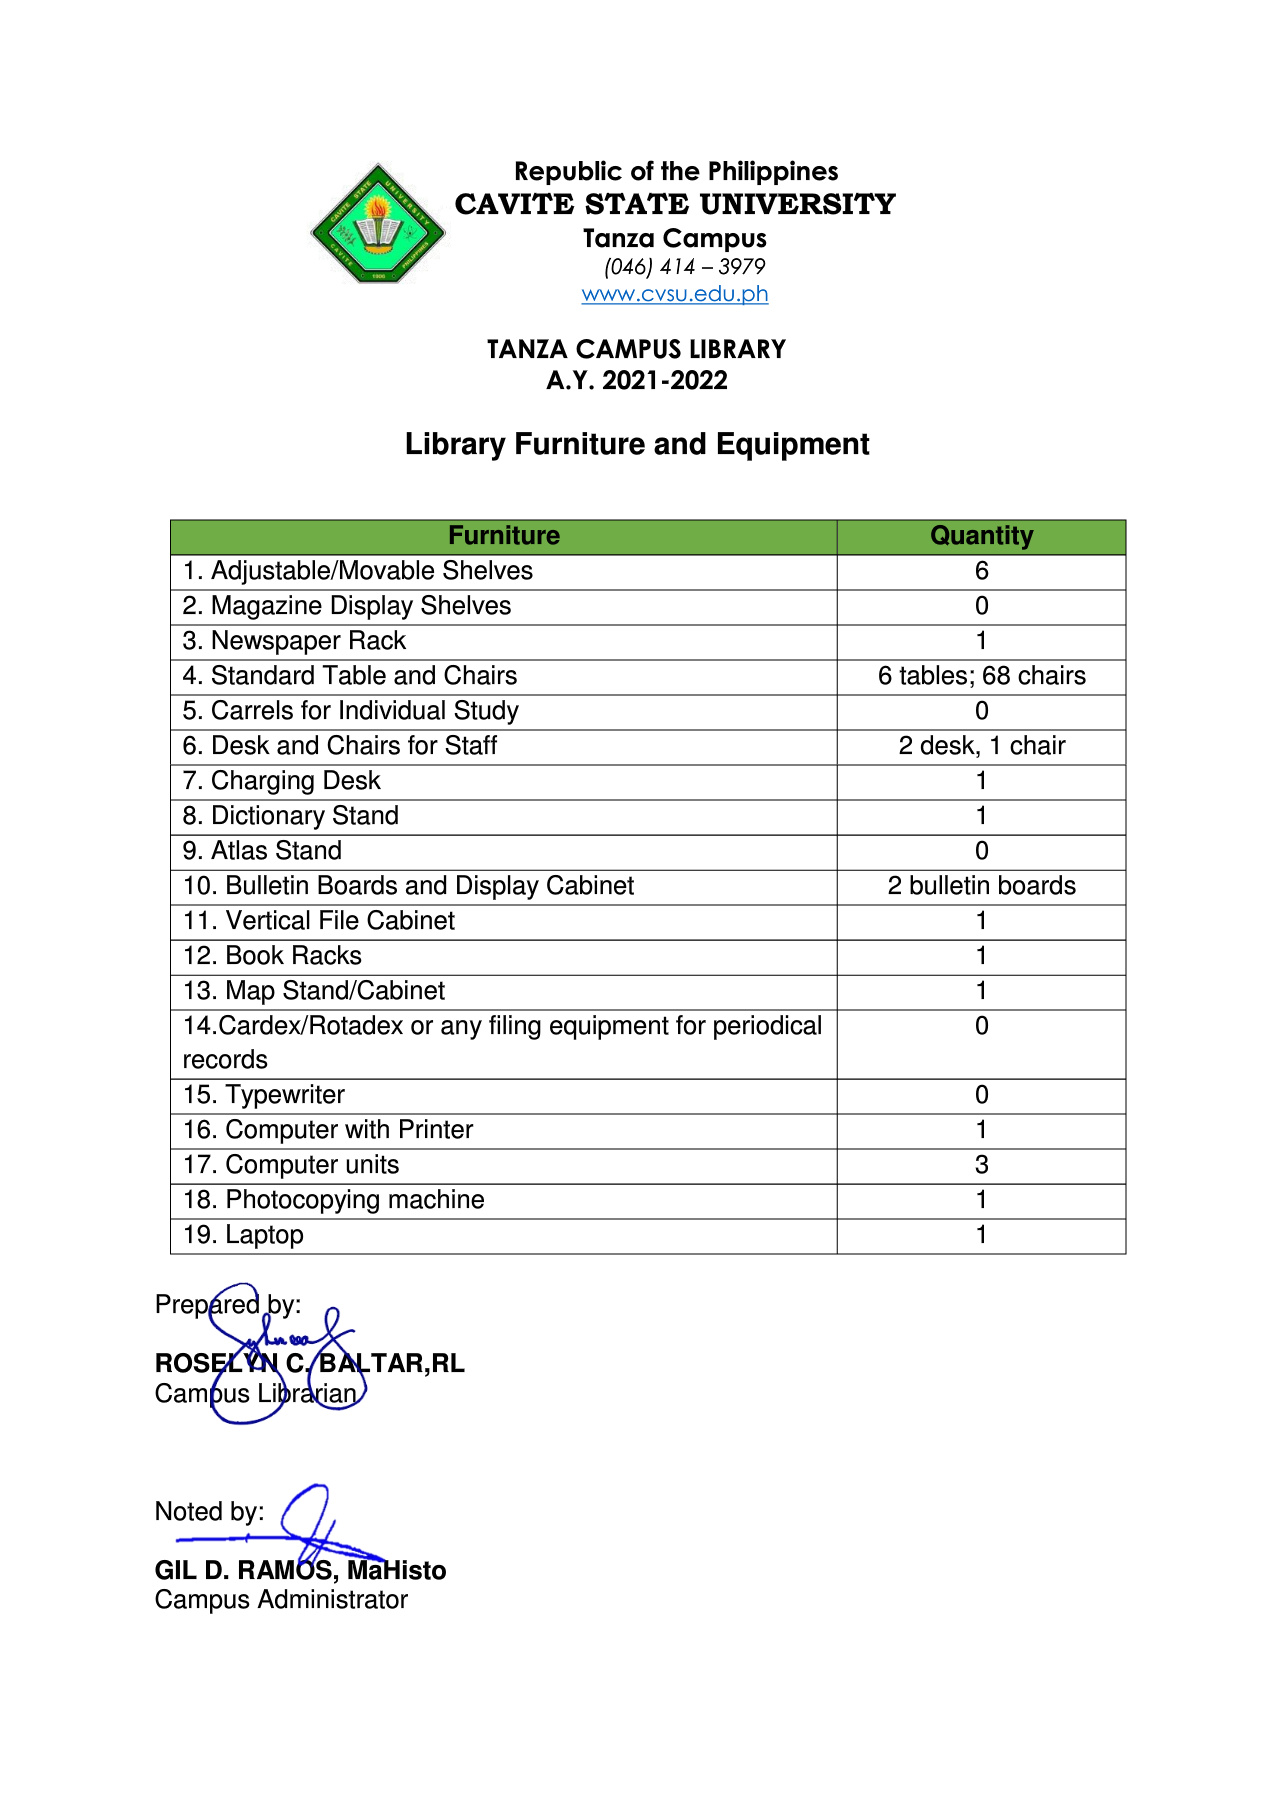 Republic of the Philippines
CAVITE STATE UNIVERSITY
Tanza Campus
(046) 414 – 3979
www.cvsu.edu.ph
CAVITE STATE UNIVERSITY
CAVITE PHILIPPINES
1906
TANZA CAMPUS LIBRARY
A.Y. 2021-2022
Library Furniture and Equipment
Furniture Quantity
1. Adjustable/Movable Shelves 6
2. Magazine Display Shelves 0
3. Newspaper Rack 1
4. Standard Table and Chairs 6 tables; 68 chairs
5. Carrels for Individual Study 0
6. Desk and Chairs for Staff 2 desk, 1 chair
7. Charging Desk 1
8. Dictionary Stand 1
9. Atlas Stand 0
10. Bulletin Boards and Display Cabinet 2 bulletin boards
11. Vertical File Cabinet 1
12. Book Racks 1
13. Map Stand/Cabinet 1
14.Cardex/Rotadex or any filing equipment for periodical 0
records
15. Typewriter 0
16. Computer with Printer 1
17. Computer units 3
18. Photocopying machine 1
19. Laptop 1
Prepared by:
ROSELYN C. BALTAR,RL
Campus Librarian
Noted by:
GIL D. RAMOS, MaHisto
Campus Administrator